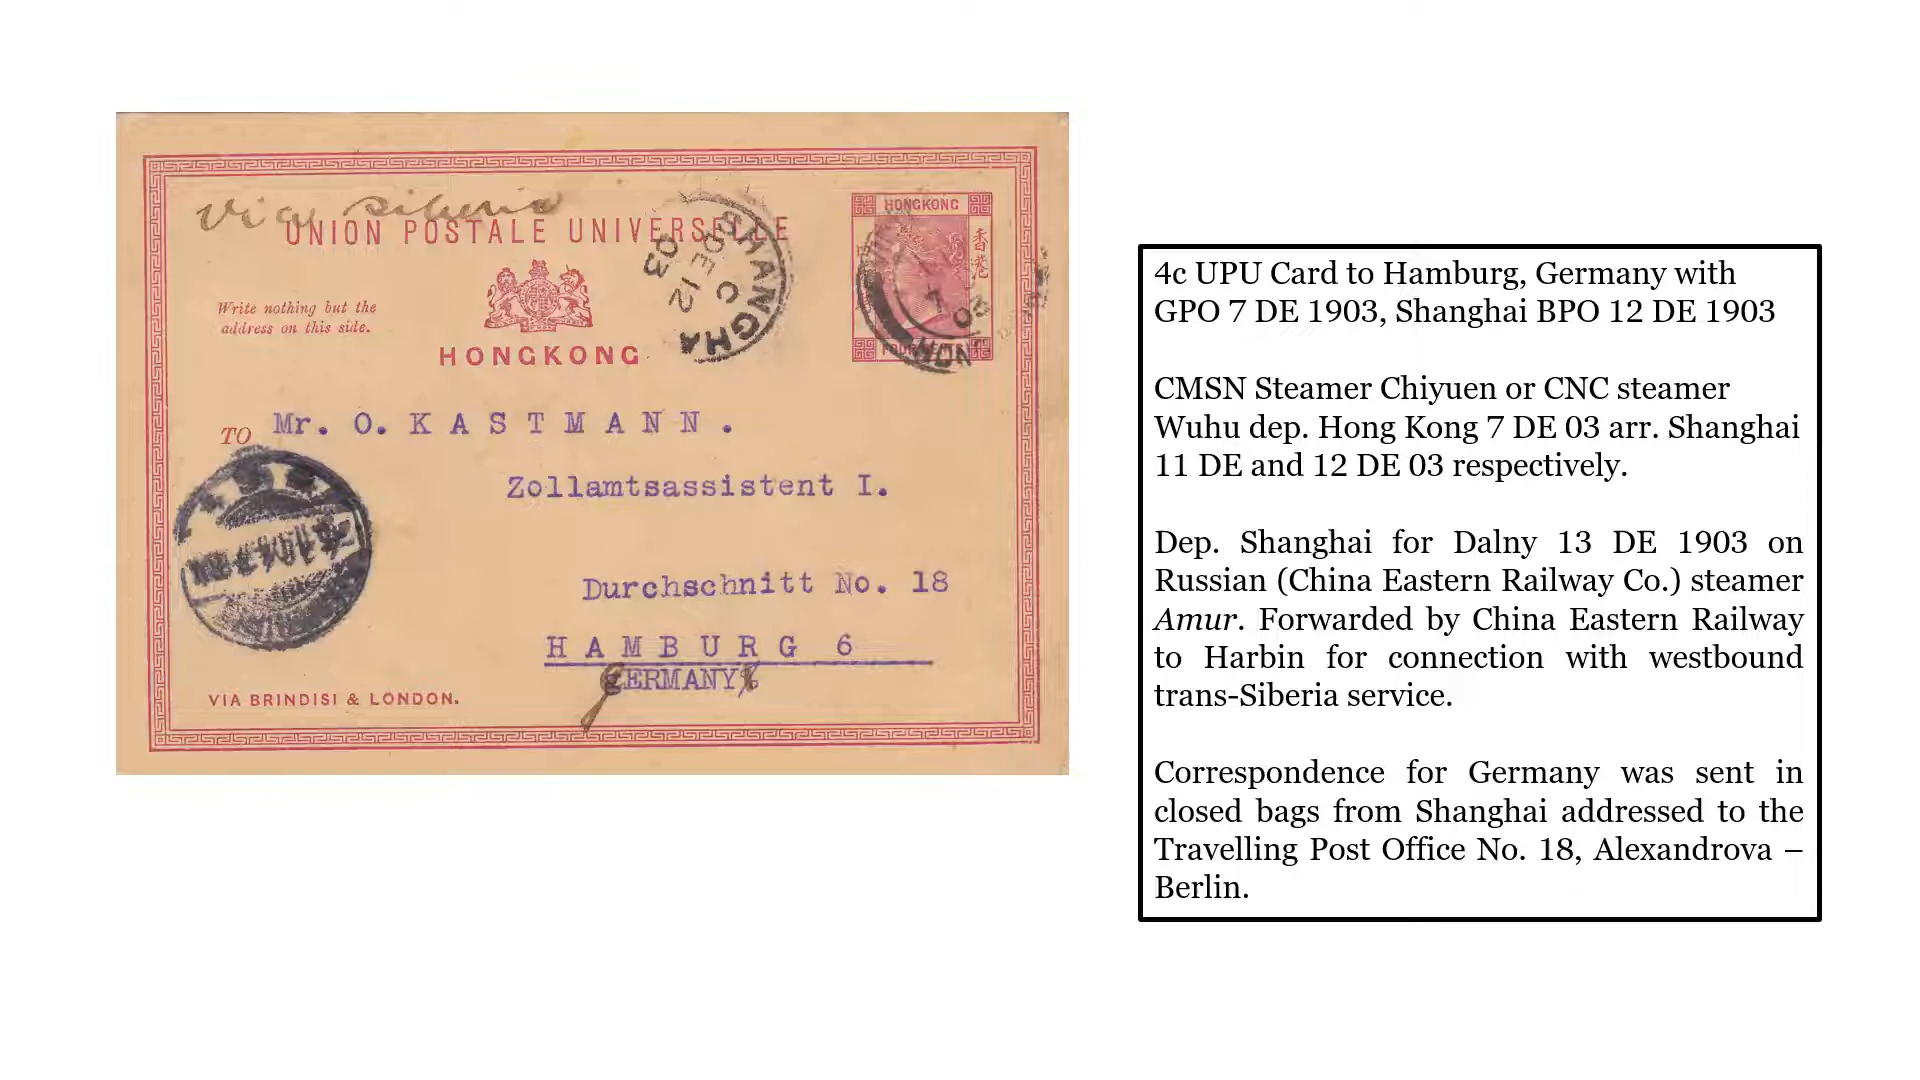 Via Siberia
UNION POSTALE UNIVERSELLE
SHANGHA
C
DE 12
03
HONGKONG
香港
FOUR CENTS
Write nothing but the
address on this side.
HONGKONG
TO Mr. O. KASTMANN.
Zollamtsassistent I.
Durchschnitt No. 18
HAMBURG 6
GERMANY
VIA BRINDISI & LONDON.
4c UPU Card to Hamburg, Germany with
GPO 7 DE 1903, Shanghai BPO 12 DE 1903
CMSN Steamer Chiyuen or CNC steamer
Wuhu dep. Hong Kong 7 DE 03 arr. Shanghai
11 DE and 12 DE 03 respectively.
Dep. Shanghai for Dalny 13 DE 1903 on
Russian (China Eastern Railway Co.) steamer
Amur. Forwarded by China Eastern Railway
to Harbin for connection with westbound
trans-Siberia service.
Correspondence for Germany was sent in
closed bags from Shanghai addressed to the
Travelling Post Office No. 18, Alexandrova –
Berlin.